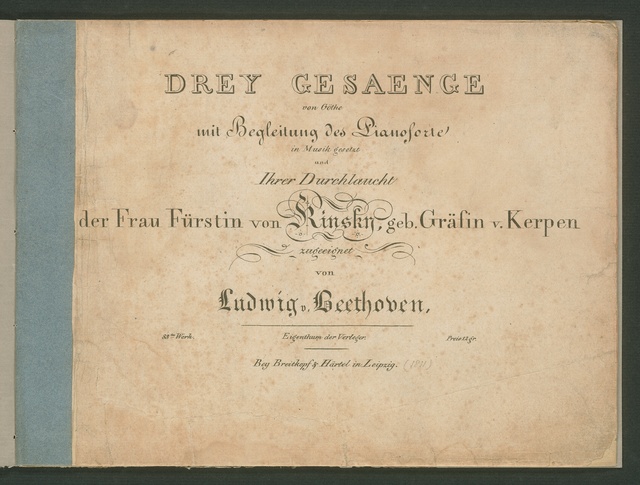 DREY GESAENGE
von Göthe
mit Begleitung des Pianoforte
in Musik gesetzt
und
Ihrer Durchlaucht
der Frau Fürstin von Kinsky, geb. Gräfin v. Kerpen
zugeeignet
von
Ludwig v. Beethoven,
83tes Werk. Eigenthum der Verleger. Preis 12 gr.
Bey Breitkopf & Härtel in Leipzig. (1811)